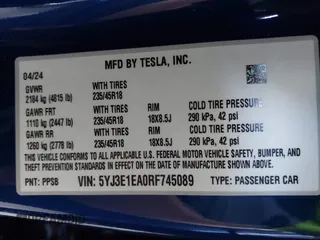 MFD BY TESLA, INC.
04/24
GVWR WITH TIRES
2184 kg (4815 lb) 235/45R18
GAWR FRT WITH TIRES RIM COLD TIRE PRESSURE
1110 kg (2447 lb) 235/45R18 18X8.5J 290 kPa, 42 psi
GAWR RR WITH TIRES RIM COLD TIRE PRESSURE
1260 kg (2778 lb) 235/45R18 18X8.5J 290 kPa, 42 psi
THIS VEHICLE CONFORMS TO ALL APPLICABLE U.S. FEDERAL MOTOR VEHICLE SAFETY, BUMPER, AND
THEFT PREVENTION STANDARDS IN EFFECT ON THE DATE OF MANUFACTURE SHOWN ABOVE.
PNT: PPSB VIN: 5YJ3E1EA0RF745089 TYPE: PASSENGER CAR